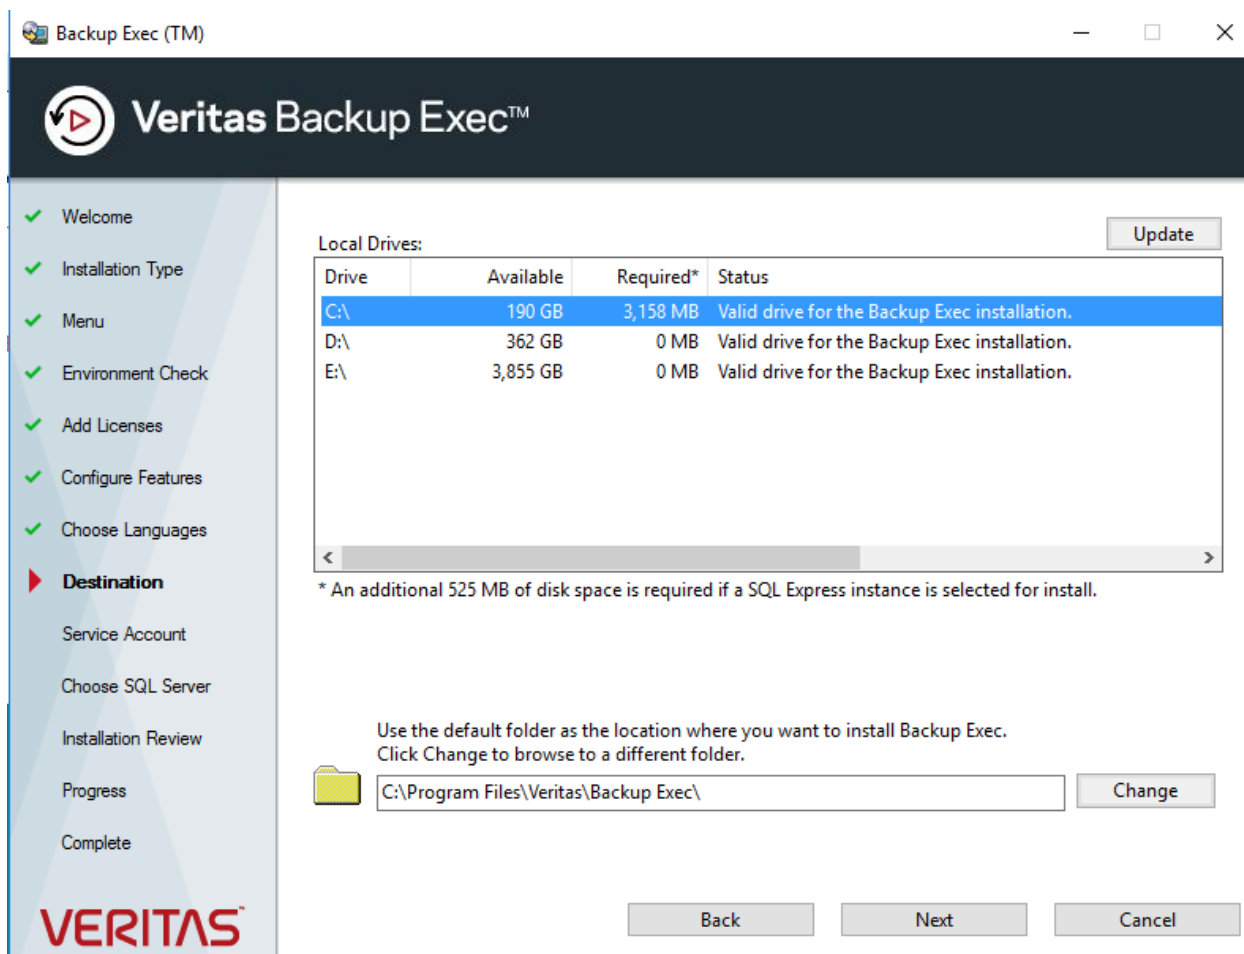 Backup Exec (TM)
Veritas Backup Exec™
Welcome
Installation Type
Menu
Environment Check
Add Licenses
Configure Features
Choose Languages
Destination
Service Account
Choose SQL Server
Installation Review
Progress
Complete
VERITAS™
Update
Local Drives:
Drive Available Required* Status
C:\ 190 GB 3,158 MB Valid drive for the Backup Exec installation.
D:\ 362 GB 0 MB Valid drive for the Backup Exec installation.
E:\ 3,855 GB 0 MB Valid drive for the Backup Exec installation.
* An additional 525 MB of disk space is required if a SQL Express instance is selected for install.
Use the default folder as the location where you want to install Backup Exec.
Click Change to browse to a different folder.
C:\Program Files\Veritas\Backup Exec\
Change
Back Next Cancel